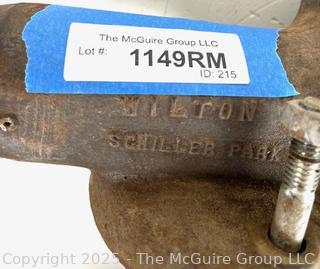 The McGuire Group LLC
Lot #: 1149RM
ID: 215
WILTON
SCHILLER PARK
Copyright 2025 - The McGuire Group LLC